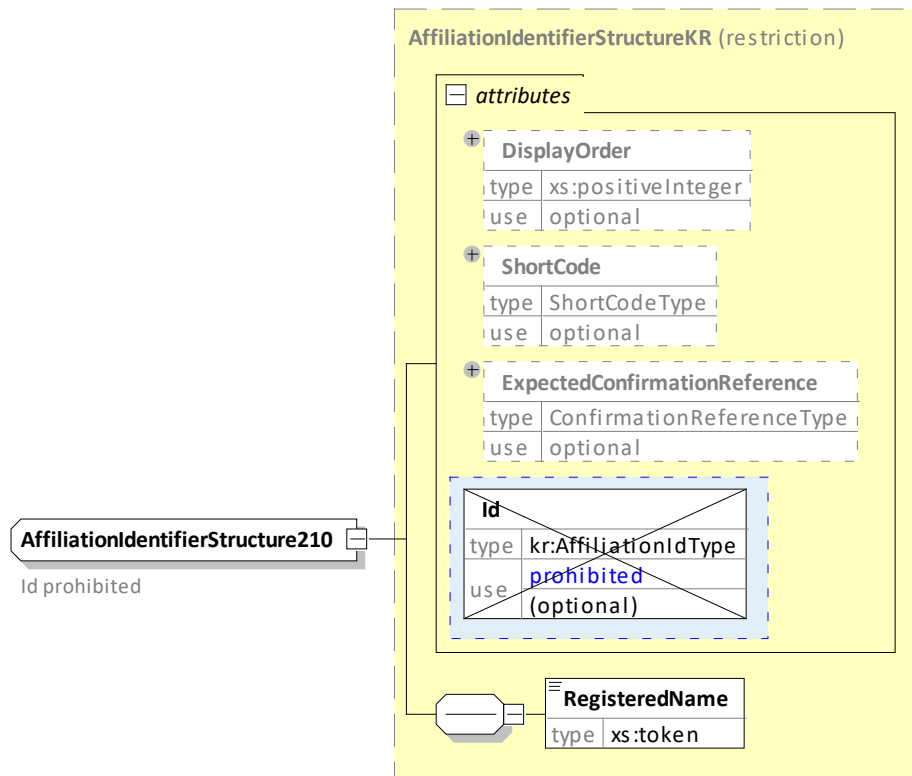 AffiliationIdentifierStructureKR (restriction)
attributes
DisplayOrder
type xs:positiveInteger
use optional
ShortCode
type ShortCodeType
use optional
ExpectedConfirmationReference
type ConfirmationReferenceType
use optional
Id
type kr:AffiliationIdType
use prohibited
(optional)
AffiliationIdentifierStructure210
Id prohibited
RegisteredName
type xs:token